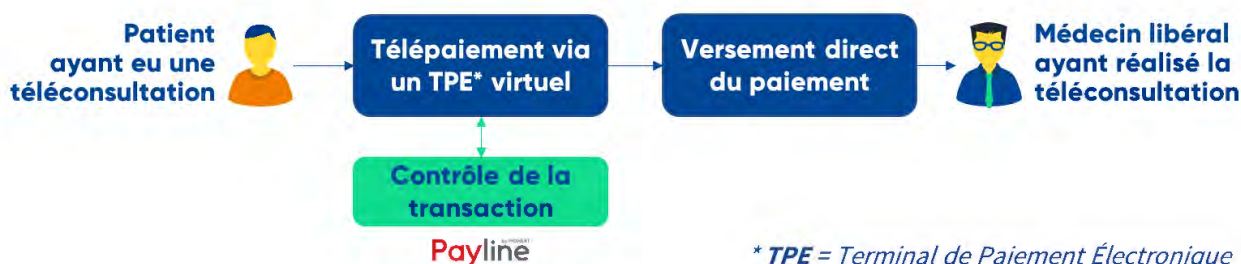 Patient
ayant eu une
téléconsultation
Télépaiement via
un TPE* virtuel
Versement direct
du paiement
Médecin libéral
ayant réalisé la
téléconsultation
Contrôle de la
transaction
Payline
* TPE = Terminal de Paiement Électronique